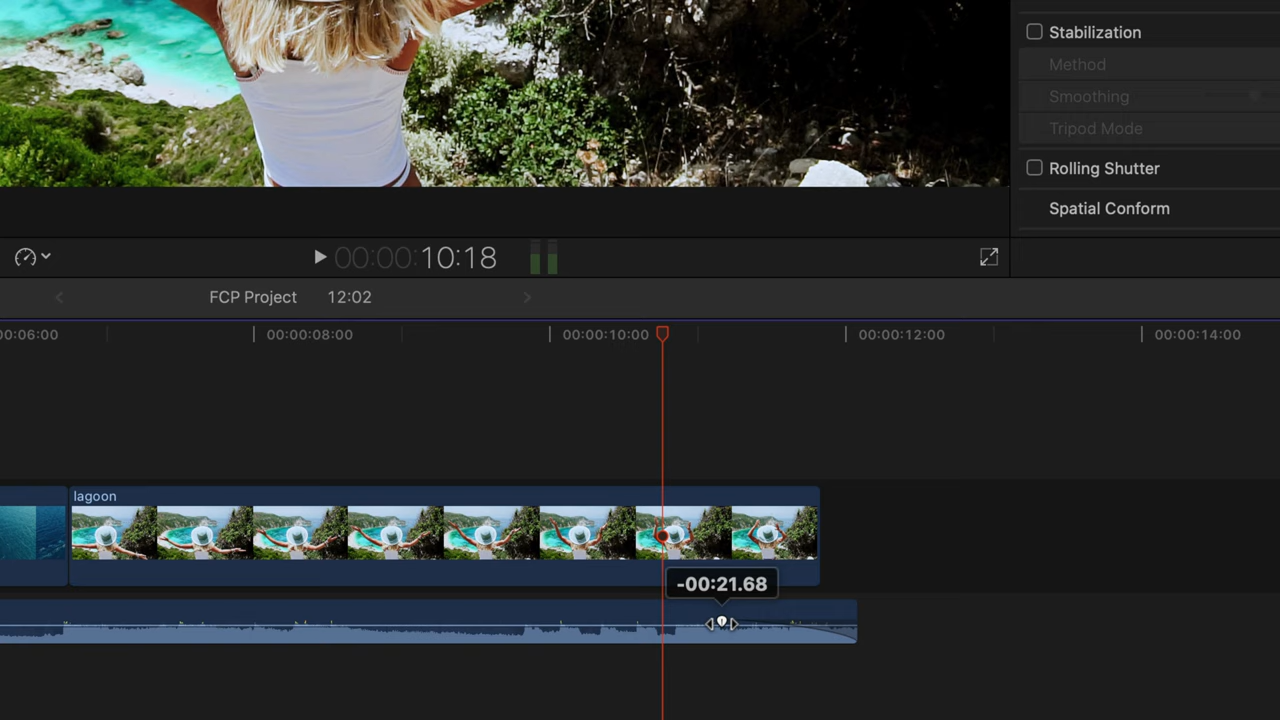 Stabilization
Method
Smoothing
Tripod Mode
Rolling Shutter
Spatial Conform
00:00:10:18
FCP Project 12:02
00:06:00 00:00:08:00 00:00:10:00 00:00:12:00 00:00:14:00
lagoon
-00:21.68